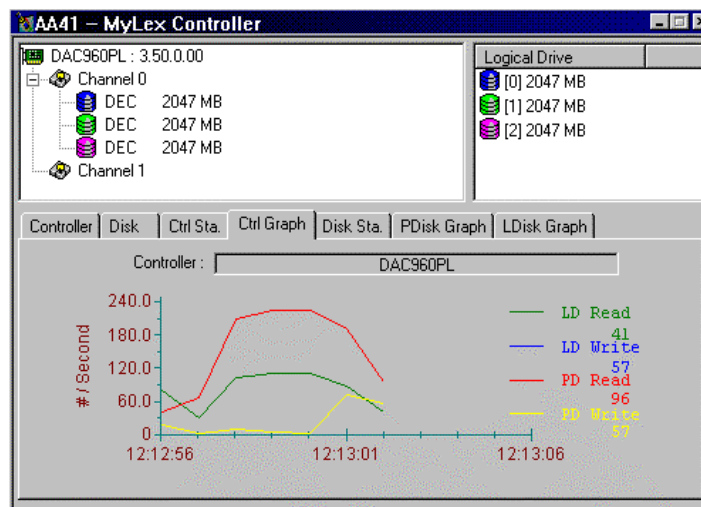 AA41 – MyLex Controller
DAC960PL : 3.50.0.00
Channel 0
DEC 2047 MB
DEC 2047 MB
DEC 2047 MB
Channel 1
Logical Drive
[0] 2047 MB
[1] 2047 MB
[2] 2047 MB
Controller Disk Ctrl Sta. Ctrl Graph Disk Sta. PDisk Graph LDisk Graph
Controller : DAC960PL
# / Second
240.0
180.0
120.0
60.0
0
12:12:56 12:13:01 12:13:06
LD Read
41
LD Write
57
PD Read
96
PD Write
57